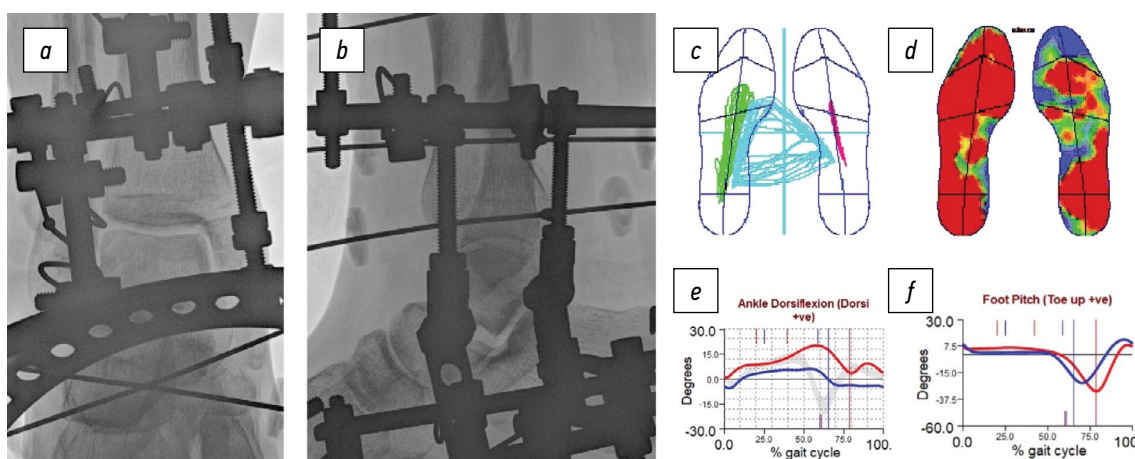 a
b
c
d
e
Ankle Dorsiflexion (Dorsi
+ve)
30.0
15.0
0.0
-15.0
-30.0
Degrees
0.0
25.0
50.0
75.0
100.
% gait cycle
f
Foot Pitch (Toe up +ve)
30.0
7.5
-15.0
-37.5
-60.0
Degrees
0.0
25.0
50.0
75.0
100
% gait cycle